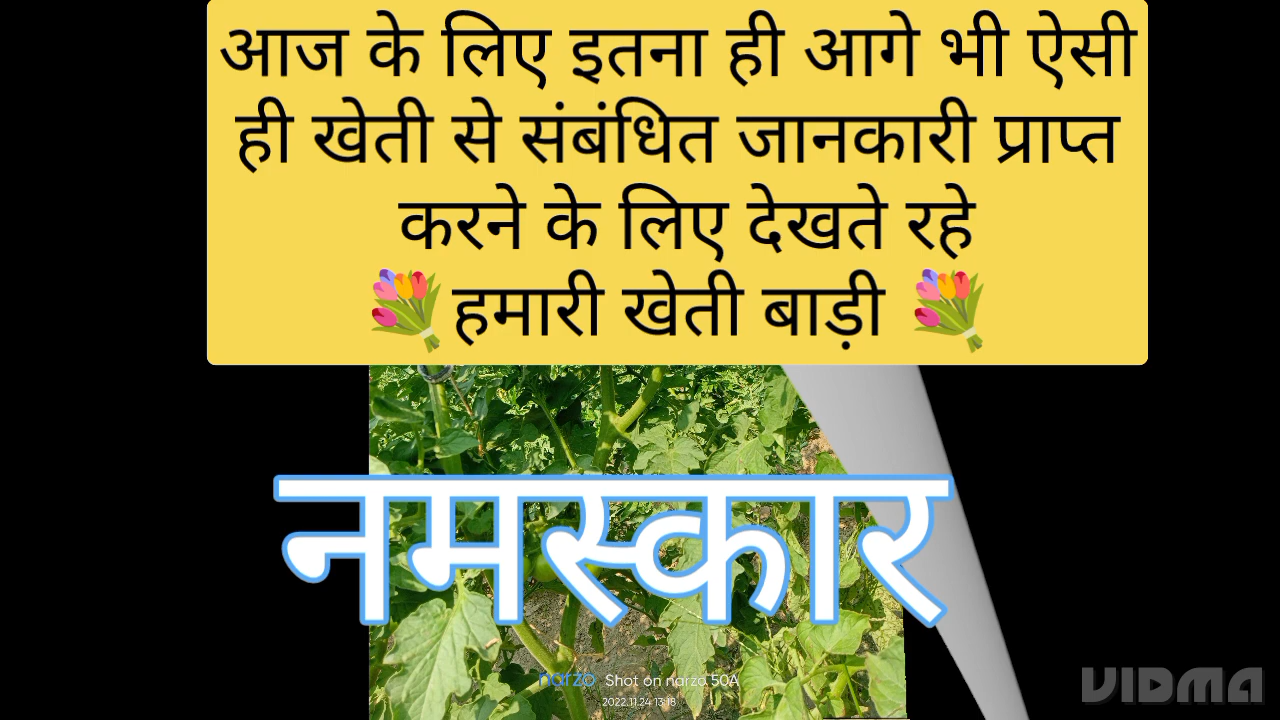 आज के लिए इतना ही आगे भी ऐसी
ही खेती से संबंधित जानकारी प्राप्त
करने के लिए देखते रहे
💐हमारी खेती बाड़ी 💐
नमस्कार
narzo Shot on narzo 50A
2022.11.24 13:18
VIDMA